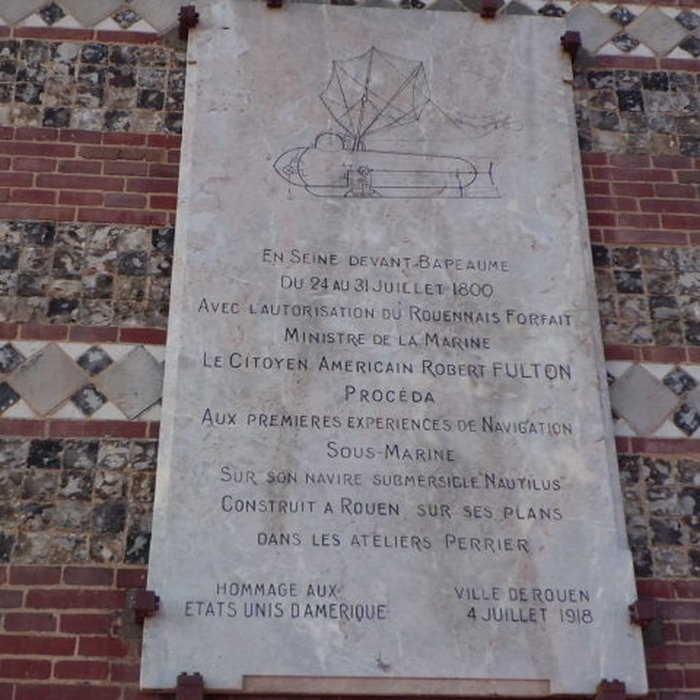 EN SEINE DEVANT BAPEAUME
DU 24 AU 31 JUILLET 1800
AVEC L'AUTORISATION DU ROUENNAIS FORFAIT
MINISTRE DE LA MARINE
LE CITOYEN AMERICAIN ROBERT FULTON
PROCÉDA
AUX PREMIERES EXPERIENCES DE NAVIGATION
SOUS-MARINE
SUR SON NAVIRE SUBMERSIBLE "NAUTILUS"
CONSTRUIT A ROUEN SUR SES PLANS
DANS LES ATELIERS PERRIER
HOMMAGE AUX
ETATS UNIS D'AMÉRIQUE
VILLE DE ROUEN
4 JUILLET 1918